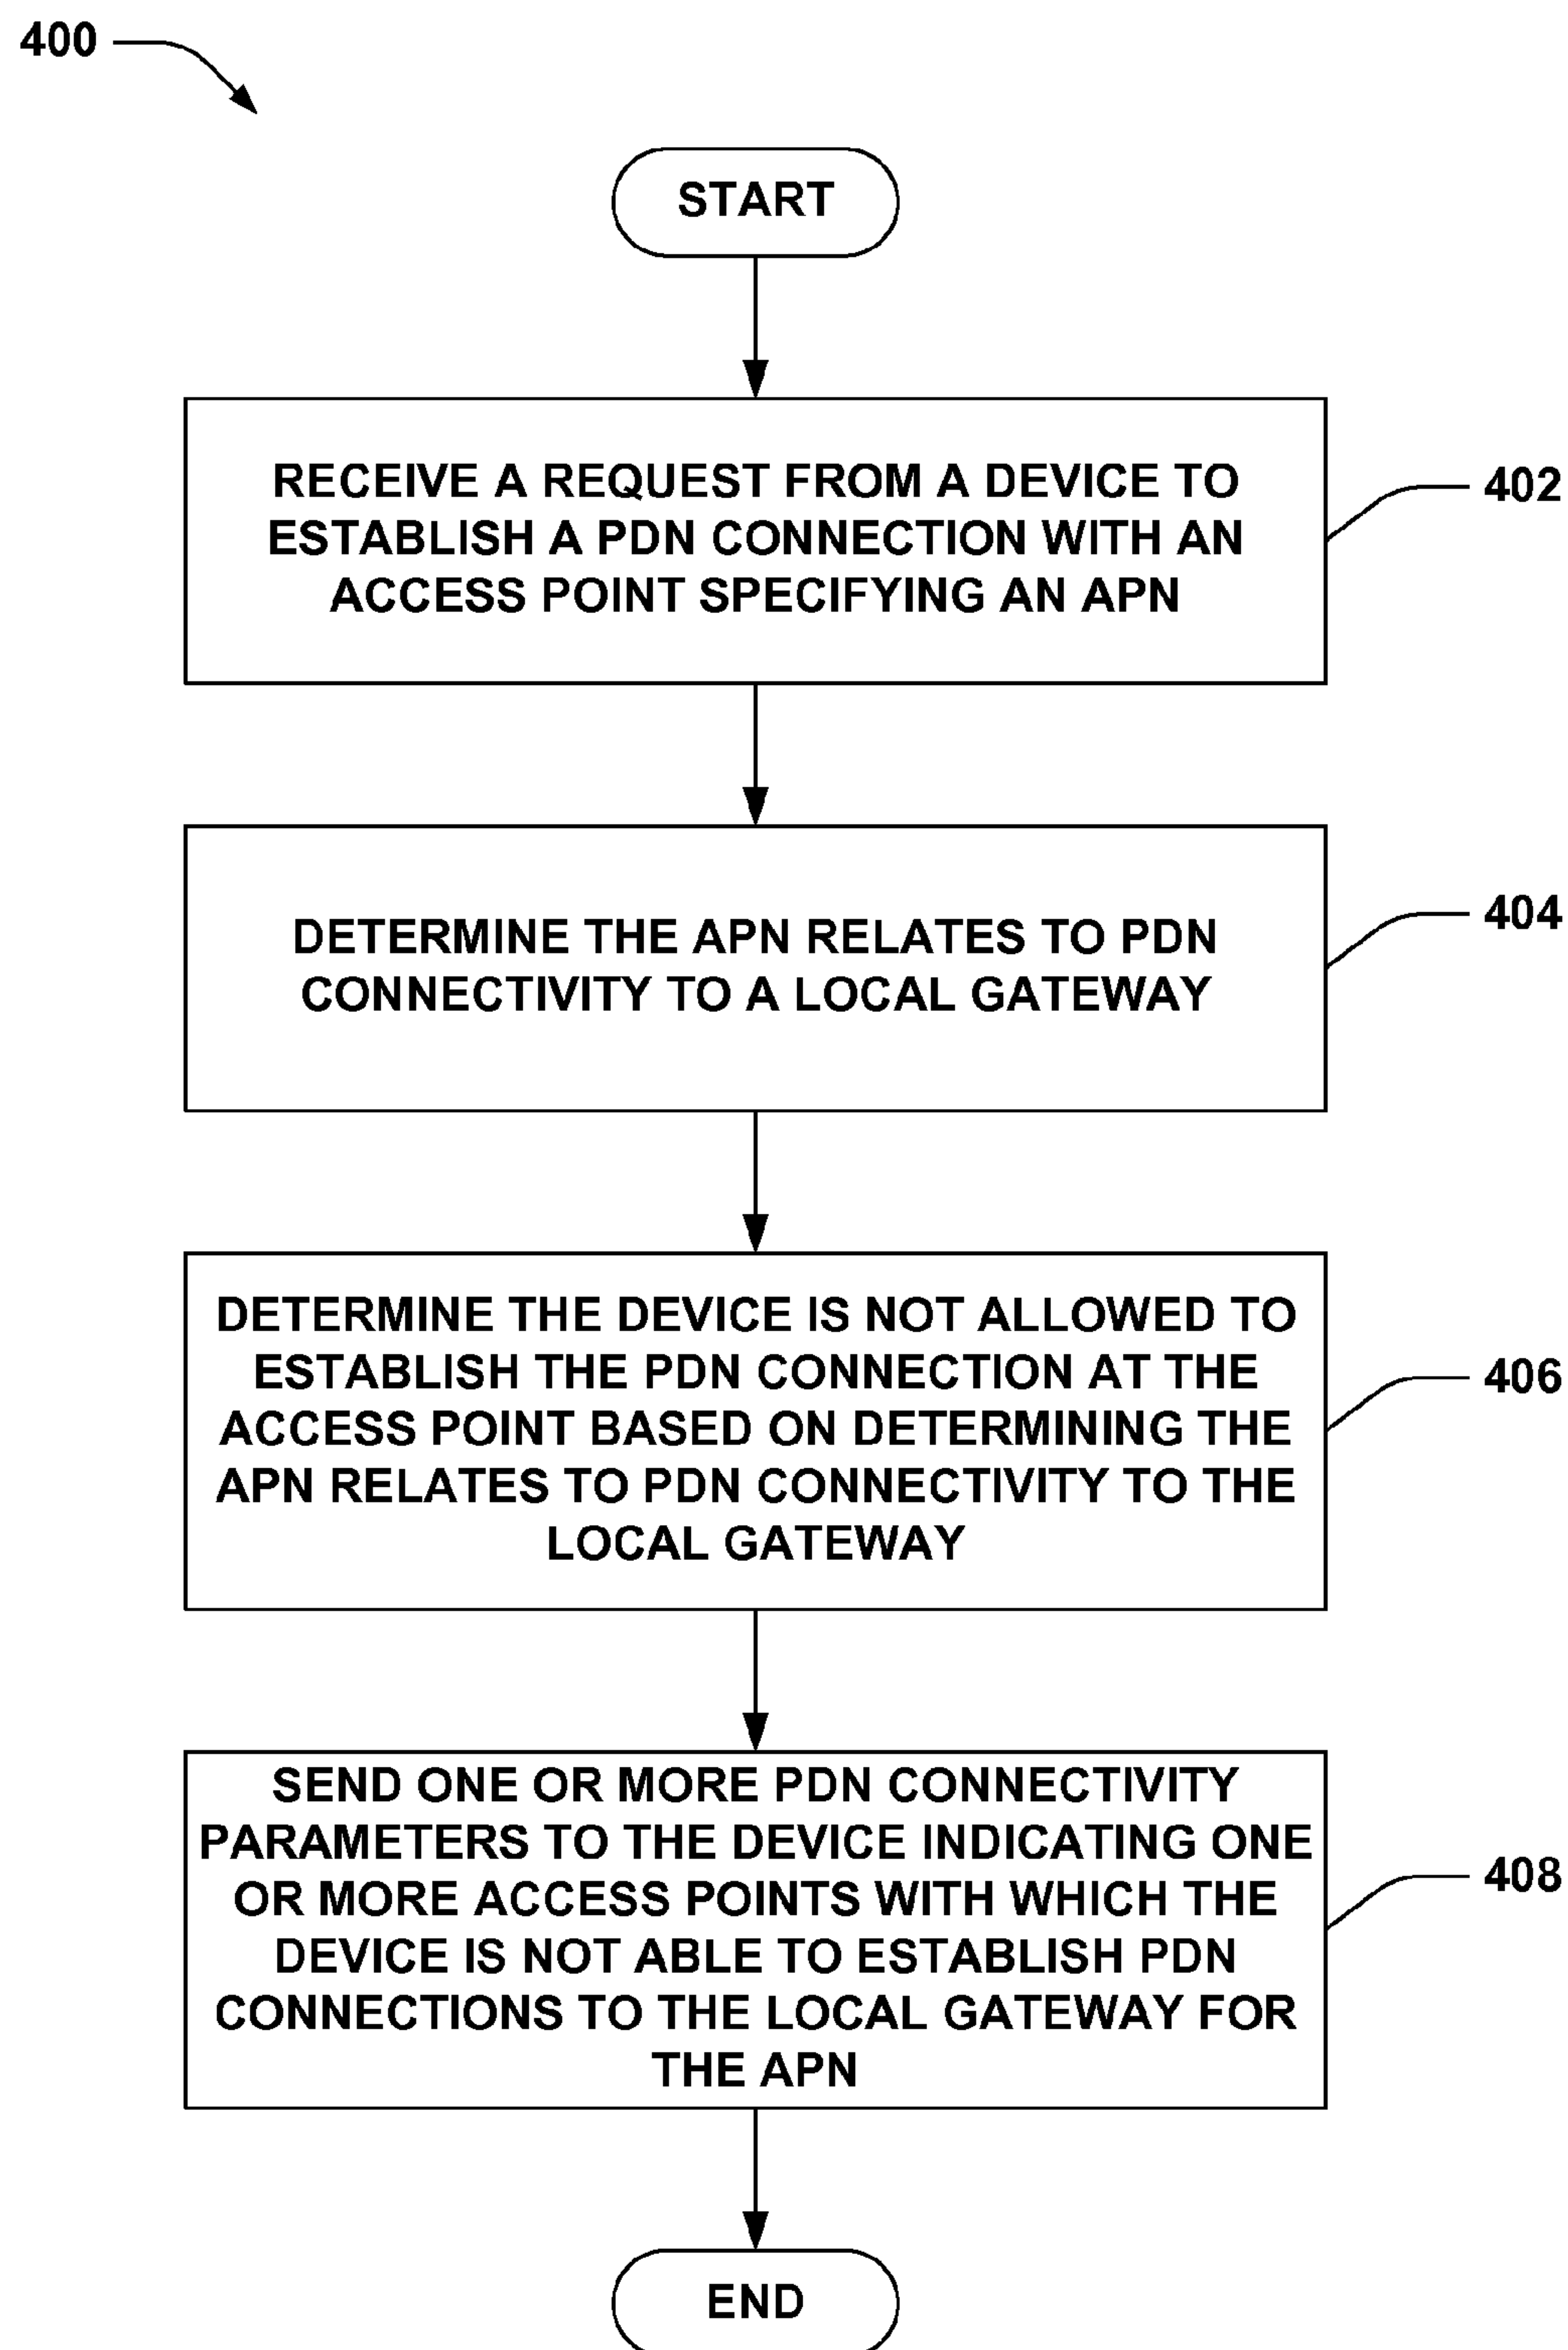 400
START
RECEIVE A REQUEST FROM A DEVICE TO
ESTABLISH A PDN CONNECTION WITH AN
ACCESS POINT SPECIFYING AN APN
402
DETERMINE THE APN RELATES TO PDN
CONNECTIVITY TO A LOCAL GATEWAY
404
DETERMINE THE DEVICE IS NOT ALLOWED TO
ESTABLISH THE PDN CONNECTION AT THE
ACCESS POINT BASED ON DETERMINING THE
APN RELATES TO PDN CONNECTIVITY TO THE
LOCAL GATEWAY
406
SEND ONE OR MORE PDN CONNECTIVITY
PARAMETERS TO THE DEVICE INDICATING ONE
OR MORE ACCESS POINTS WITH WHICH THE
DEVICE IS NOT ABLE TO ESTABLISH PDN
CONNECTIONS TO THE LOCAL GATEWAY FOR
THE APN
408
END